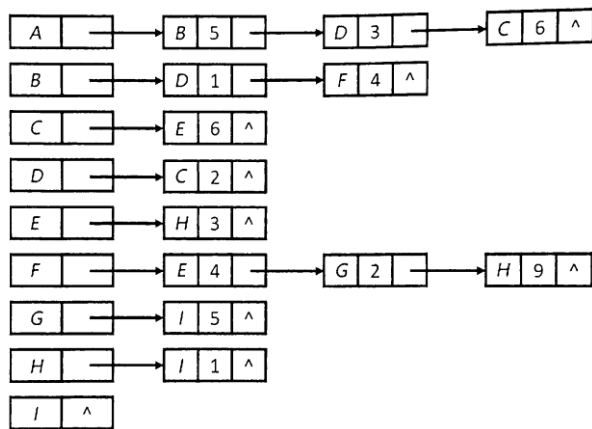 A B 5 D 3 C 6 ^
B D 1 F 4 ^
C E 6 ^
D C 2 ^
E H 3 ^
F E 4 G 2 H 9 ^
G I 5 ^
H I 1 ^
I ^